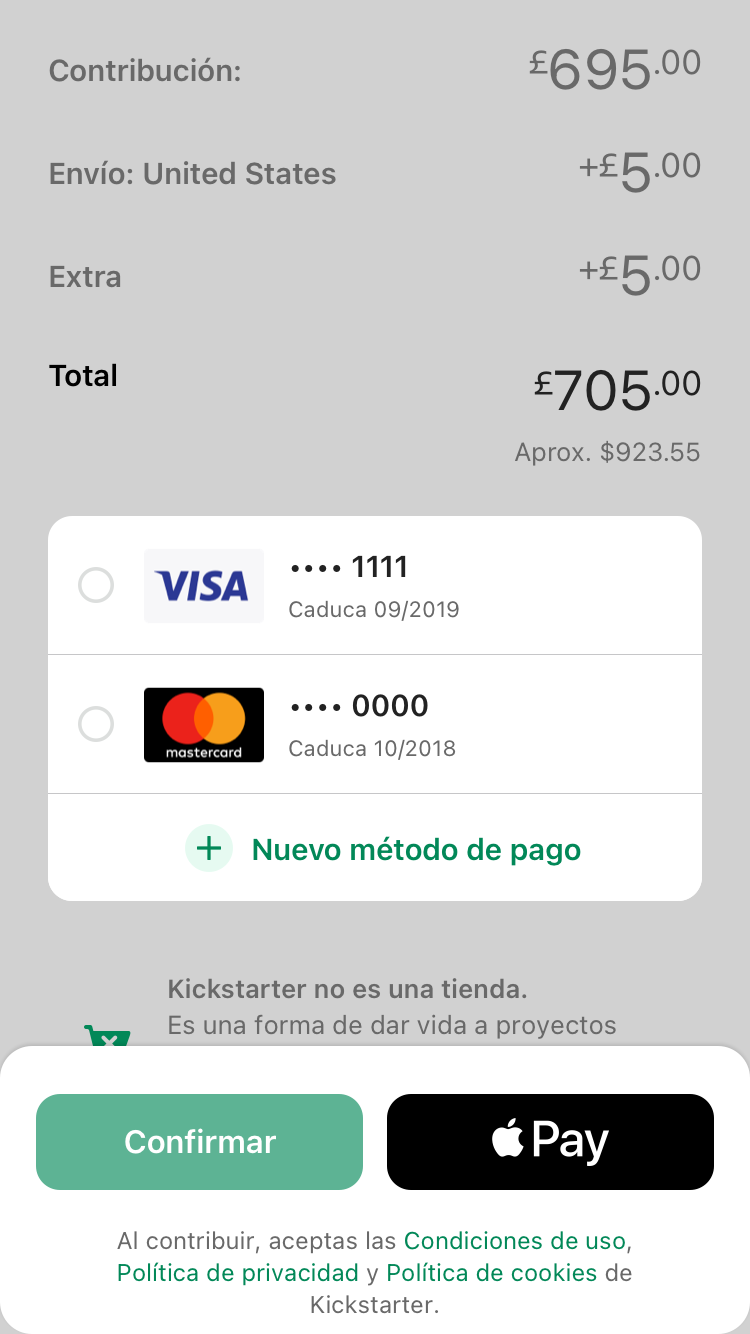 Contribución: £695.00
Envío: United States +£5.00
Extra +£5.00
Total £705.00
Aprox. $923.55
VISA •••• 1111
Caduca 09/2019
mastercard •••• 0000
Caduca 10/2018
+ Nuevo método de pago
Kickstarter no es una tienda.
Es una forma de dar vida a proyectos
Confirmar Pay
Al contribuir, aceptas las Condiciones de uso,
Política de privacidad y Política de cookies de
Kickstarter.